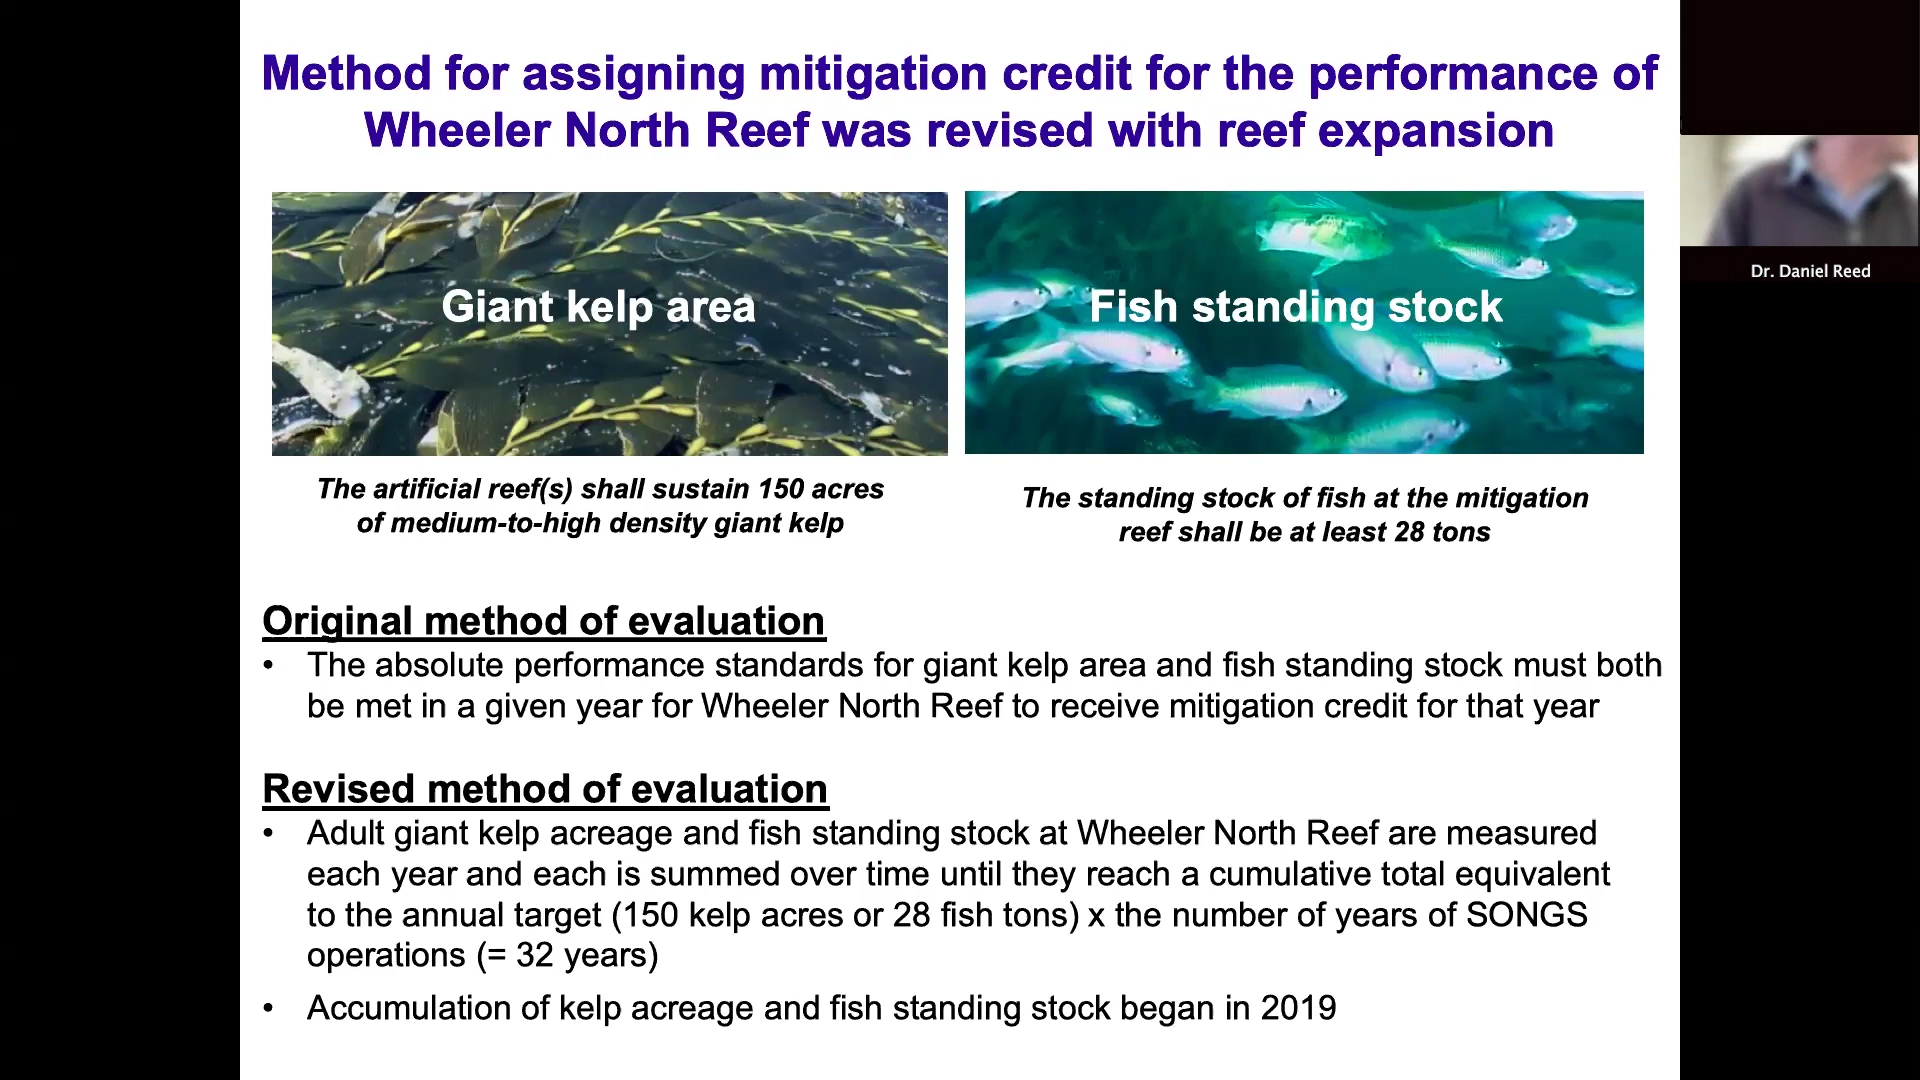 Method for assigning mitigation credit for the performance of
Wheeler North Reef was revised with reef expansion
Giant kelp area
Fish standing stock
Dr. Daniel Reed
The artificial reef(s) shall sustain 150 acres
of medium-to-high density giant kelp
The standing stock of fish at the mitigation
reef shall be at least 28 tons
Original method of evaluation
• The absolute performance standards for giant kelp area and fish standing stock must both
be met in a given year for Wheeler North Reef to receive mitigation credit for that year
Revised method of evaluation
• Adult giant kelp acreage and fish standing stock at Wheeler North Reef are measured
each year and each is summed over time until they reach a cumulative total equivalent
to the annual target (150 kelp acres or 28 fish tons) x the number of years of SONGS
operations (= 32 years)
• Accumulation of kelp acreage and fish standing stock began in 2019